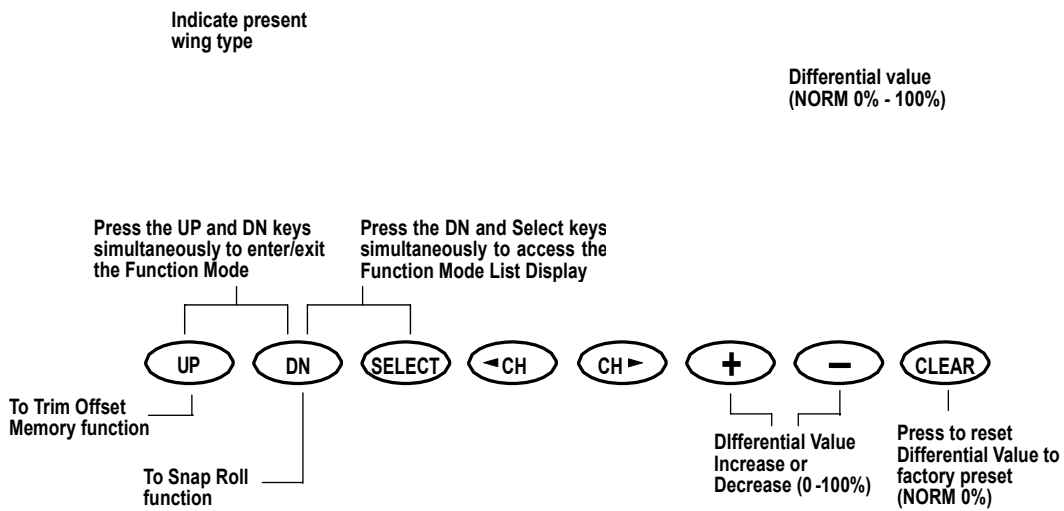 Indicate present
wing type
Differential value
(NORM 0% - 100%)
Press the UP and DN keys
simultaneously to enter/exit
the Function Mode
Press the DN and Select keys
simultaneously to access the
Function Mode List Display
UP
DN
SELECT
◄CH
CH►
+
–
CLEAR
To Trim Offset
Memory function
To Snap Roll
function
DIfferential Value
Increase or
Decrease (0 -100%)
Press to reset
Differential Value to
factory preset
(NORM 0%)